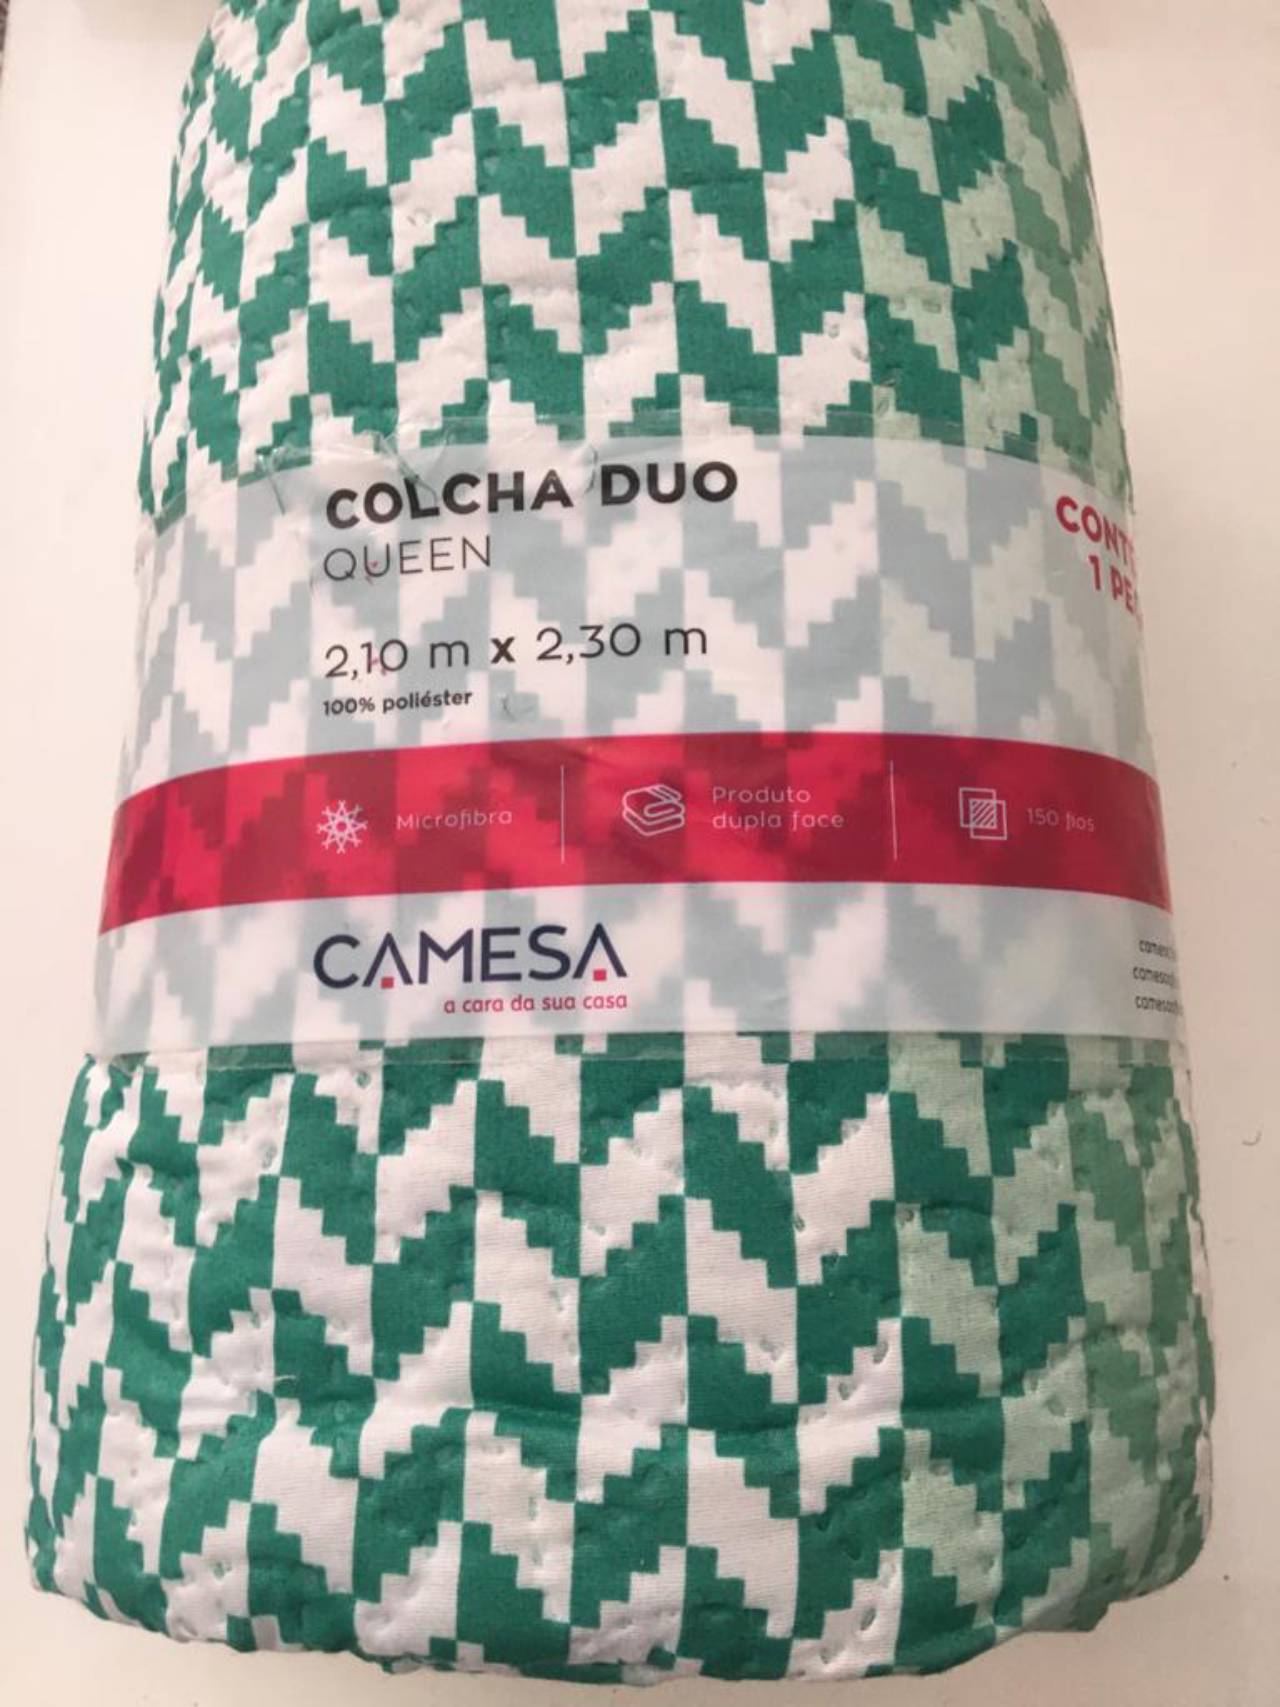 COLCHA DUO
QUEEN
2,10 m x 2,30 m
100% poliéster
1
Microfibra
Produto
dupla face
150 fios
CAMESA
a cara da sua casa